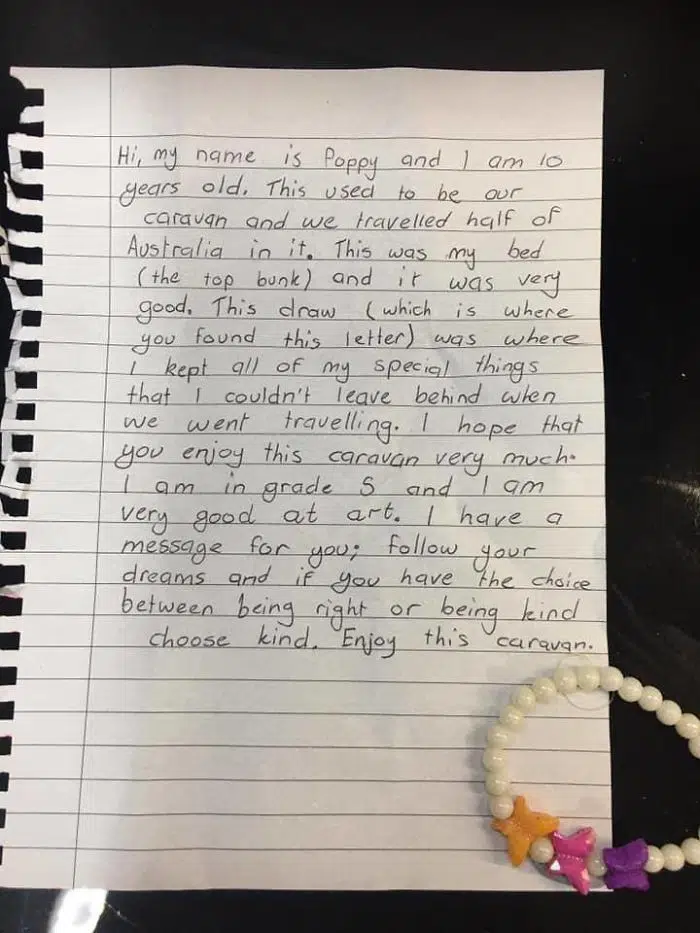 Hi, my name is Poppy and I am 10
years old. This used to be our
caravan and we travelled half of
Australia in it. This was my bed
(the top bunk) and it was very
good. This draw (which is where
you found this letter) was where
I kept all of my special things
that I couldn't leave behind when
we went travelling. I hope that
you enjoy this caravan very much.
I am in grade 5 and I am
very good at art. I have a
message for you; follow your
dreams and if you have the choice
between being right or being kind
choose kind. Enjoy this caravan.